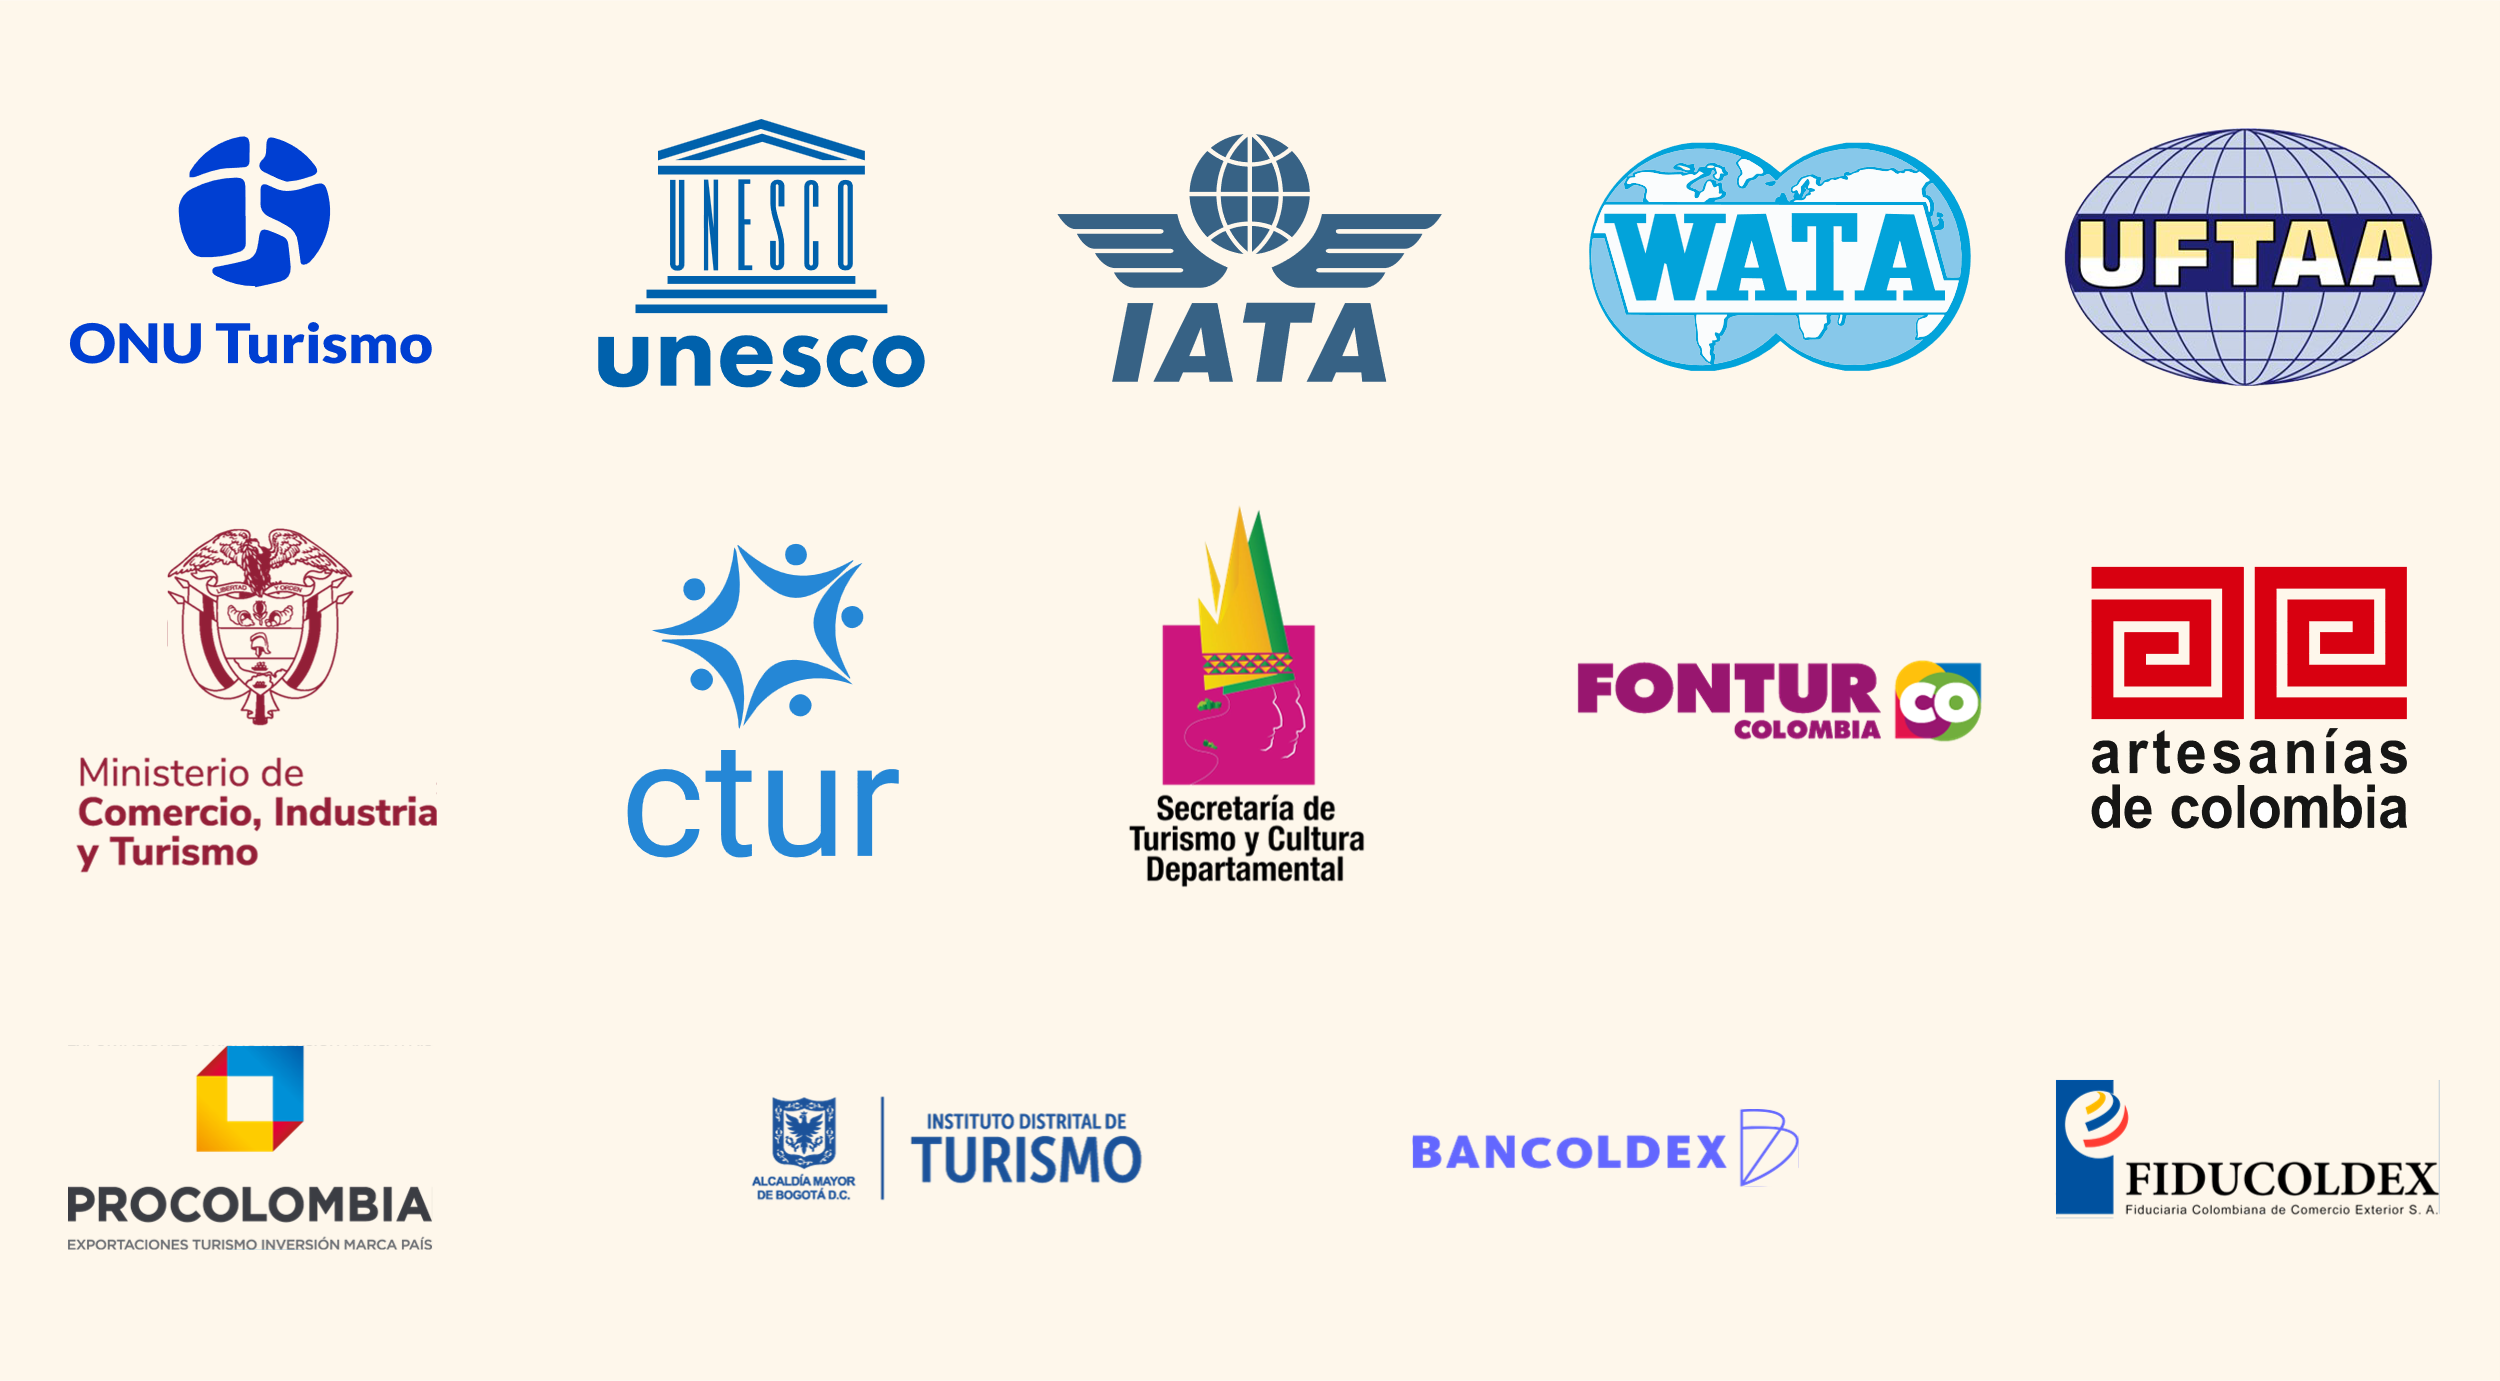 ONU Turismo
UNESCO
unesco
IATA
WATA
UFTAA
LIBERTAD Y ORDEN
Ministerio de
Comercio, Industria
y Turismo
ctur
Secretaría de
Turismo y Cultura
Departamental
FONTUR
COLOMBIA
CO
artesanías
de colombia
PROCOLOMBIA
EXPORTACIONES TURISMO INVERSIÓN MARCA PAÍS
ALCALDÍA MAYOR
DE BOGOTÁ D.C.
INSTITUTO DISTRITAL DE
TURISMO
BANCOLDEX
FIDUCOLDEX
Fiduciaria Colombiana de Comercio Exterior S. A.